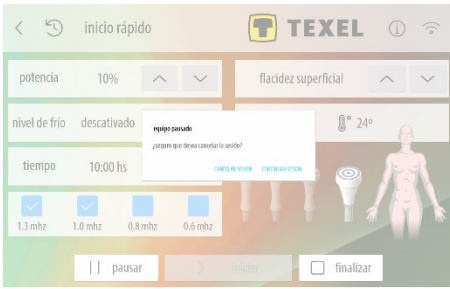 inicio rápido
TEXEL
potencia 10% flacidez superficial
nivel de frío descativado
24º
equipo pausado
¿seguro que desea cancelar la sesión?
CANCELAR SESION CONTINUAR SESION
tiempo 10:00 hs
1.3 mhz 1.0 mhz 0.8 mhz 0.6 mhz
pausar iniciar finalizar